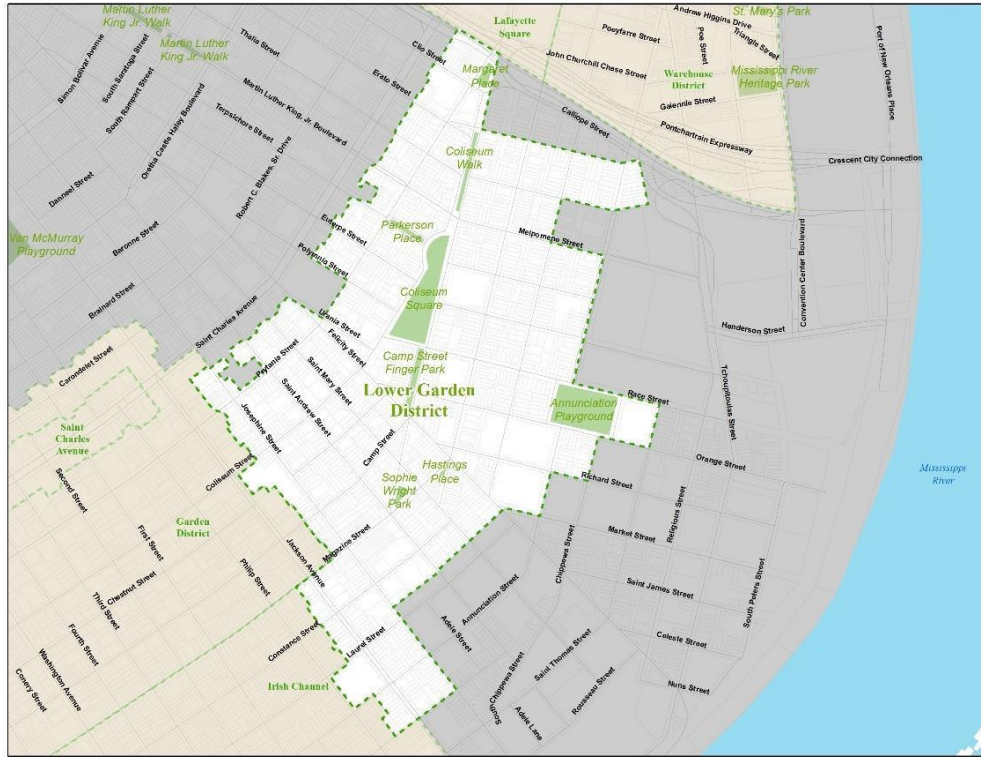 Martin Luther
King Jr. Walk
Martin Luther
King Jr. Walk
Simon Bolivar Avenue
South Saratoga Street
South Rampart Street
Thalia Street
Clio Street
Erato Street
Martin Luther King, Jr. Boulevard
Terpsichore Street
Oretha Castle Haley Boulevard
Robert C. Blakes, Sr. Drive
Danneel Street
Baronne Street
Brainard Street
Van McMurray
Playground
Lafayette
Square
St. Mary's Park
Andrew Higgins Drive
Poeyfarre Street
Poe Street
Triangle Street
John Churchill Chase Street
Warehouse
District
Mississippi River
Heritage Park
Gaiennie Street
Pontchartrain Expressway
Calliope Street
Port of New Orleans Place
Crescent City Connection
Convention Center Boulevard
Margaret
Place
Coliseum
Walk
Parkerson
Place
Euterpe Street
Polymnia Street
Melpomene Street
Coliseum
Square
Urania Street
Felicity Street
Saint Charles Avenue
Carondelet Street
Prytania Street
Saint Mary Street
Saint Andrew Street
Josephine Street
Camp Street
Finger Park
Lower Garden
District
Camp Street
Annunciation
Playground
Race Street
Henderson Street
Tchoupitoulas Street
Orange Street
Saint
Charles
Avenue
Second Street
Coliseum Street
Garden
District
Sophie
Wright
Park
Hastings
Place
Richard Street
Religious Street
Market Street
Mississippi
River
First Street
Chestnut Street
Third Street
Fourth Street
Washington Avenue
Conery Street
Philip Street
Jackson Avenue
Magazine Street
Constance Street
Laurel Street
Irish Channel
Annunciation Street
Adele Street
Chippewa Street
Saint James Street
South Peters Street
Coleste Street
Nuns Street
Saint Thomas Street
Rousseau Street
South Chippewa Street
Adele Lane